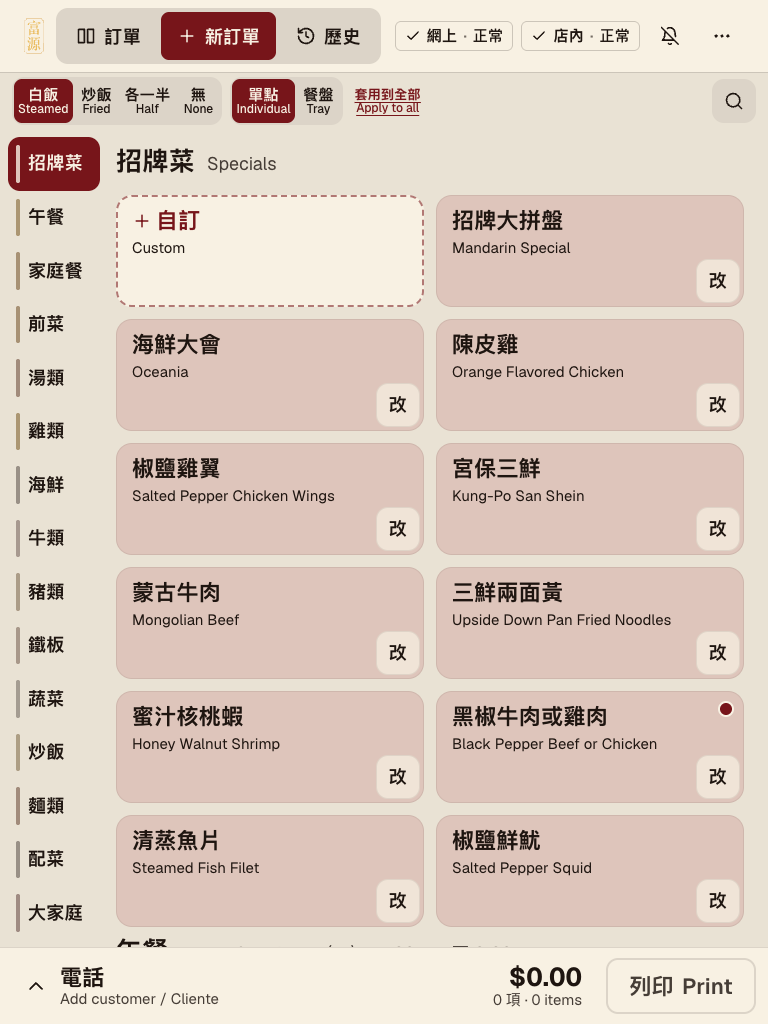 富源
訂單
新訂單
歷史
網上 · 正常
店內 · 正常
白飯 炒飯 各一半 無
Steamed Fried Half None
單點 餐盤
Individual Tray
套用到全部
Apply to all
招牌菜
午餐
家庭餐
前菜
湯類
雞類
海鮮
牛類
豬類
鐵板
蔬菜
炒飯
麵類
配菜
大家庭
招牌菜 Specials
+ 自訂
Custom
招牌大拼盤
Mandarin Special
改
海鮮大會
Oceania
改
陳皮雞
Orange Flavored Chicken
改
椒鹽雞翼
Salted Pepper Chicken Wings
改
宮保三鮮
Kung-Po San Shein
改
蒙古牛肉
Mongolian Beef
改
三鮮兩面黃
Upside Down Pan Fried Noodles
改
蜜汁核桃蝦
Honey Walnut Shrimp
改
黑椒牛肉或雞肉
Black Pepper Beef or Chicken
改
清蒸魚片
Steamed Fish Filet
改
椒鹽鮮魷
Salted Pepper Squid
改
午餐
電話
Add customer / Cliente
$0.00
0 項 · 0 items
列印 Print